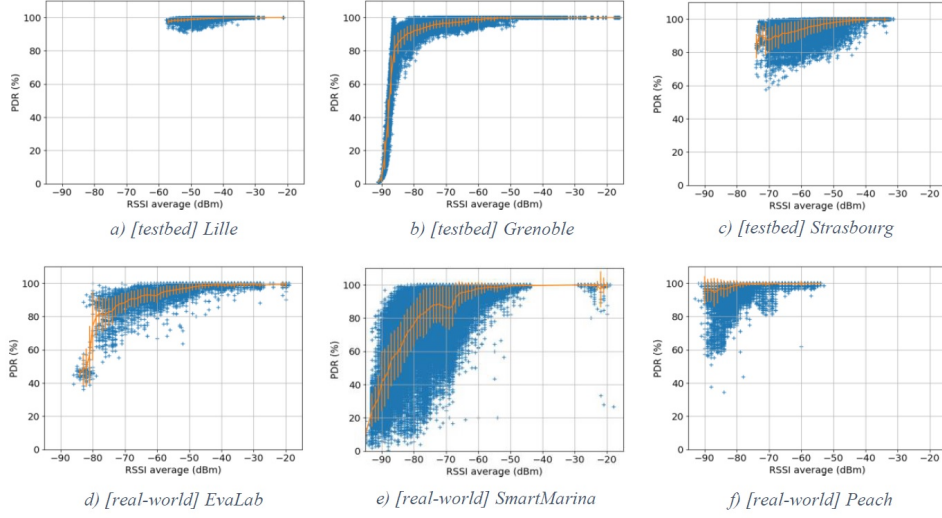 100
80
60
40
20
0
PDR (%)
−90 −80 −70 −60 −50 −40 −30 −20
RSSI average (dBm)
a) [testbed] Lille
100
80
60
40
20
0
PDR (%)
−90 −80 −70 −60 −50 −40 −30 −20
RSSI average (dBm)
b) [testbed] Grenoble
100
80
60
40
20
0
PDR (%)
−90 −80 −70 −60 −50 −40 −30 −20
RSSI average (dBm)
c) [testbed] Strasbourg
100
80
60
40
20
0
PDR (%)
−90 −80 −70 −60 −50 −40 −30 −20
RSSI average (dBm)
d) [real-world] EvaLab
100
80
60
40
20
0
PDR (%)
−90 −80 −70 −60 −50 −40 −30 −20
RSSI average (dBm)
e) [real-world] SmartMarina
100
80
60
40
20
0
PDR (%)
−90 −80 −70 −60 −50 −40 −30 −20
RSSI average (dBm)
f) [real-world] Peach